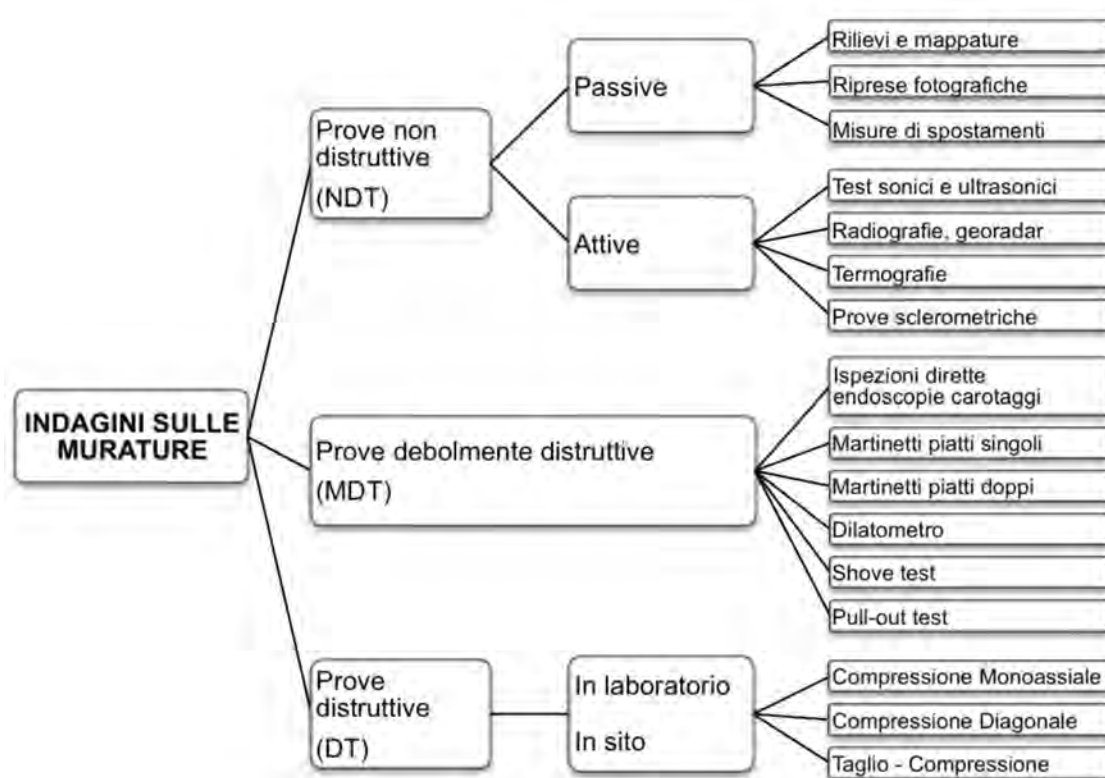 INDAGINI SULLE
MURATURE
Prove non
distruttive
(NDT)
Passive
Rilievi e mappature
Riprese fotografiche
Misure di spostamenti
Attive
Test sonici e ultrasonici
Radiografie, georadar
Termografie
Prove sclerometriche
Prove debolmente distruttive
(MDT)
Ispezioni dirette
endoscopie carotaggi
Martinetti piatti singoli
Martinetti piatti doppi
Dilatometro
Shove test
Pull-out test
Prove
distruttive
(DT)
In laboratorio
In sito
Compressione Monoassiale
Compressione Diagonale
Taglio - Compressione